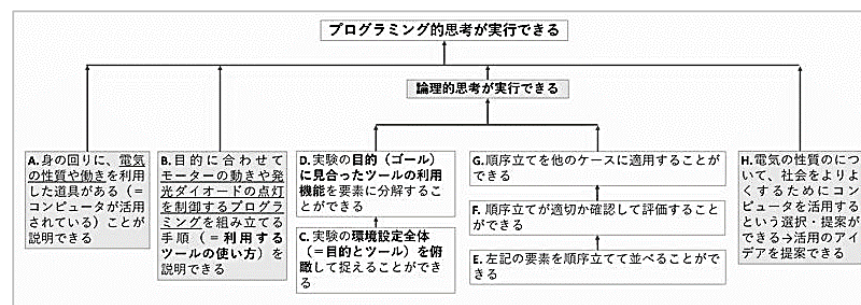 プログラミング的思考が実行できる
論理的思考が実行できる
A.身の回りに、電気
の性質や働きを利用
した道具がある(=
コンピュータが活用
されている)ことが
説明できる
B.目的に合わせて
モーターの動きや発
光ダイオードの点灯
を制御するプログラ
ミングを組み立てる
手順(=利用する
ツールの使い方)を
説明できる
D.実験の目的(ゴール)
に見合ったツールの利用
機能を要素に分解するこ
とができる
C.実験の環境設定全体
(=目的とツール)を俯
瞰して捉えることができ
る
G.順序立てを他のケースに適用することが
できる
F.順序立てが適切か確認して評価すること
ができる
E.左記の要素を順序立てて並べることがで
きる
H.電気の性質のにつ
いて、社会をよりよ
くするためにコン
ピュータを活用する
という選択・提案が
できる→活用のアイ
デアを提案できる